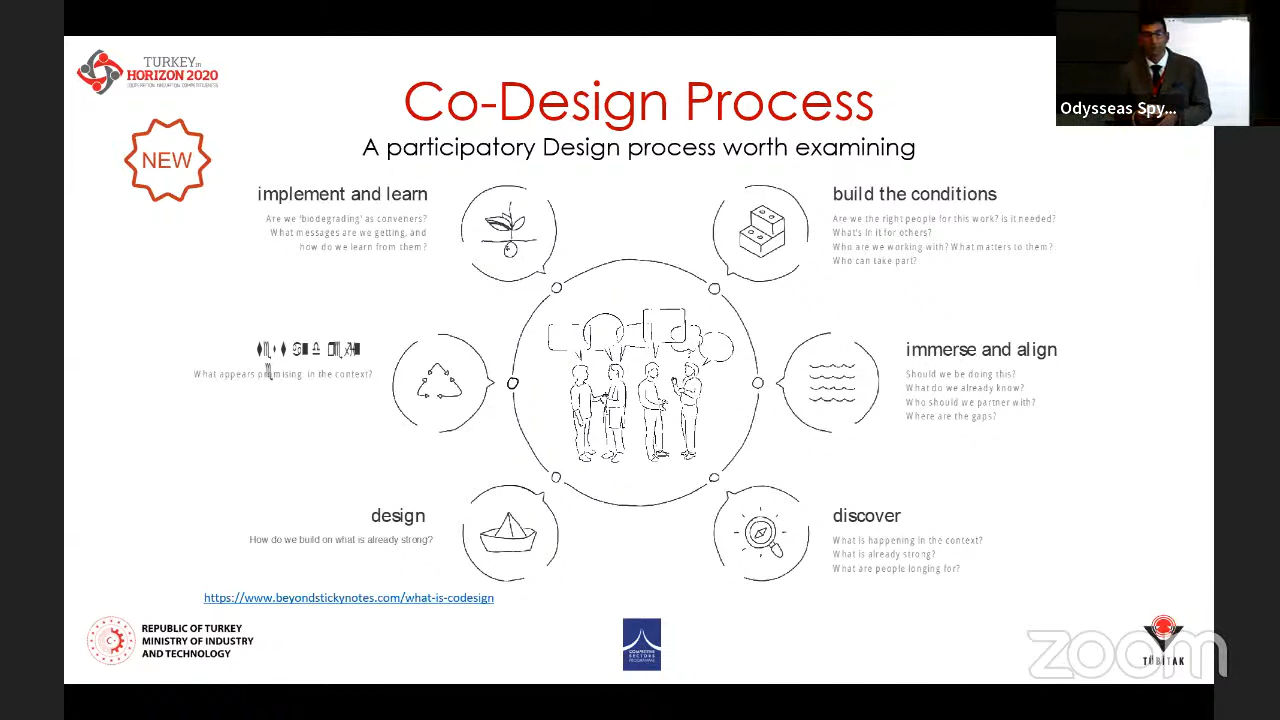 TURKEY in
HORIZON 2020
COOPERATION. INNOVATION. COMPETITIVENESS
Odysseas Spy...
Co-Design Process
A participatory Design process worth examining
NEW
implement and learn
Are we 'biodegrading' as conveners?
What messages are we getting, and
how do we learn from them?
build the conditions
Are we the right people for this work? is it needed?
What's in it for others?
Who are we working with? What matters to them?
Who can take part?
What appears promising in the context?
immerse and align
Should we be doing this?
What do we already know?
Who should we partner with?
Where are the gaps?
design
How do we build on what is already strong?
discover
What is happening in the context?
What is already strong?
What are people longing for?
https://www.beyondstickynotes.com/what-is-codesign
REPUBLIC OF TURKEY
MINISTRY OF INDUSTRY
AND TECHNOLOGY
COMPETITIVE
SECTORS
PROGRAMME
TÜBİTAK
zoom